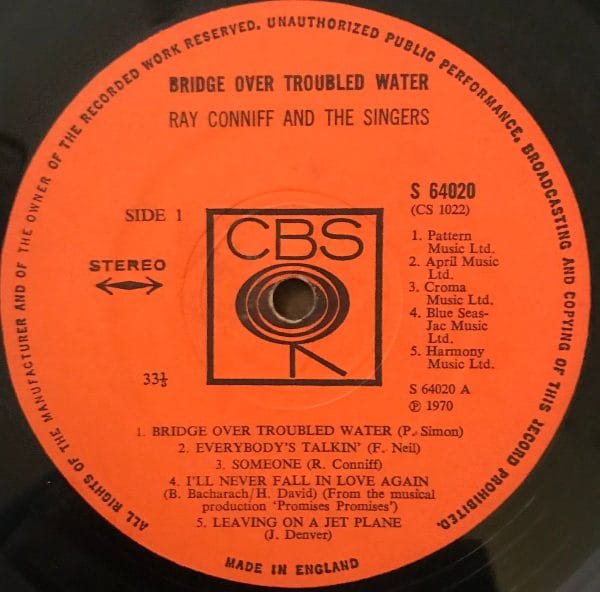 ALL RIGHTS OF THE MANUFACTURER AND OF THE OWNER OF THE RECORDED WORK RESERVED. UNAUTHORIZED PUBLIC PERFORMANCE, BROADCASTING AND COPYING OF THIS RECORD PROHIBITED.
BRIDGE OVER TROUBLED WATER
RAY CONNIFF AND THE SINGERS
SIDE 1
STEREO
33⅓
CBS
S 64020
(CS 1022)
1. Pattern
Music Ltd.
2. April Music
Ltd.
3. Croma
Music Ltd.
4. Blue Seas-
Jac Music
Ltd.
5. Harmony
Music Ltd.
S 64020 A
℗ 1970
1. BRIDGE OVER TROUBLED WATER (P. Simon)
2. EVERYBODY'S TALKIN' (F. Neil)
3. SOMEONE (R. Conniff)
4. I'LL NEVER FALL IN LOVE AGAIN
(B. Bacharach/H. David) (From the musical
production 'Promises Promises')
5. LEAVING ON A JET PLANE
(J. Denver)
MADE IN ENGLAND